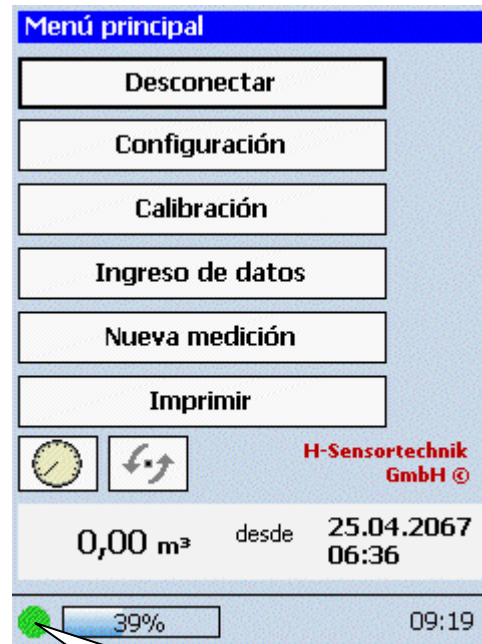 Menú principal
Desconectar
Configuración
Calibración
Ingreso de datos
Nueva medición
Imprimir
H-Sensortechnik
GmbH ©
0,00 m³ desde 25.04.2067
06:36
39% 09:19